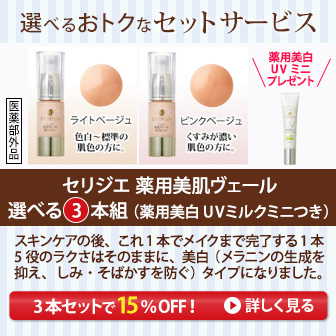 選べるおトクなセットサービス
医薬部外品
ライトベージュ
色白〜標準の
肌色の方に。
ピンクベージュ
くすみが濃い
肌色の方に。
薬用美白
UVミニ
プレゼント
セリジエ 薬用美肌ヴェール
選べる③本組（薬用美白UVミルクミニつき）
スキンケアの後、これ1本でメイクまで完了する1本
5役のラクさはそのままに、美白（メラニンの生成を
抑え、しみ・そばかすを防ぐ）タイプになりました。
3本セットで15%OFF!
詳しく見る